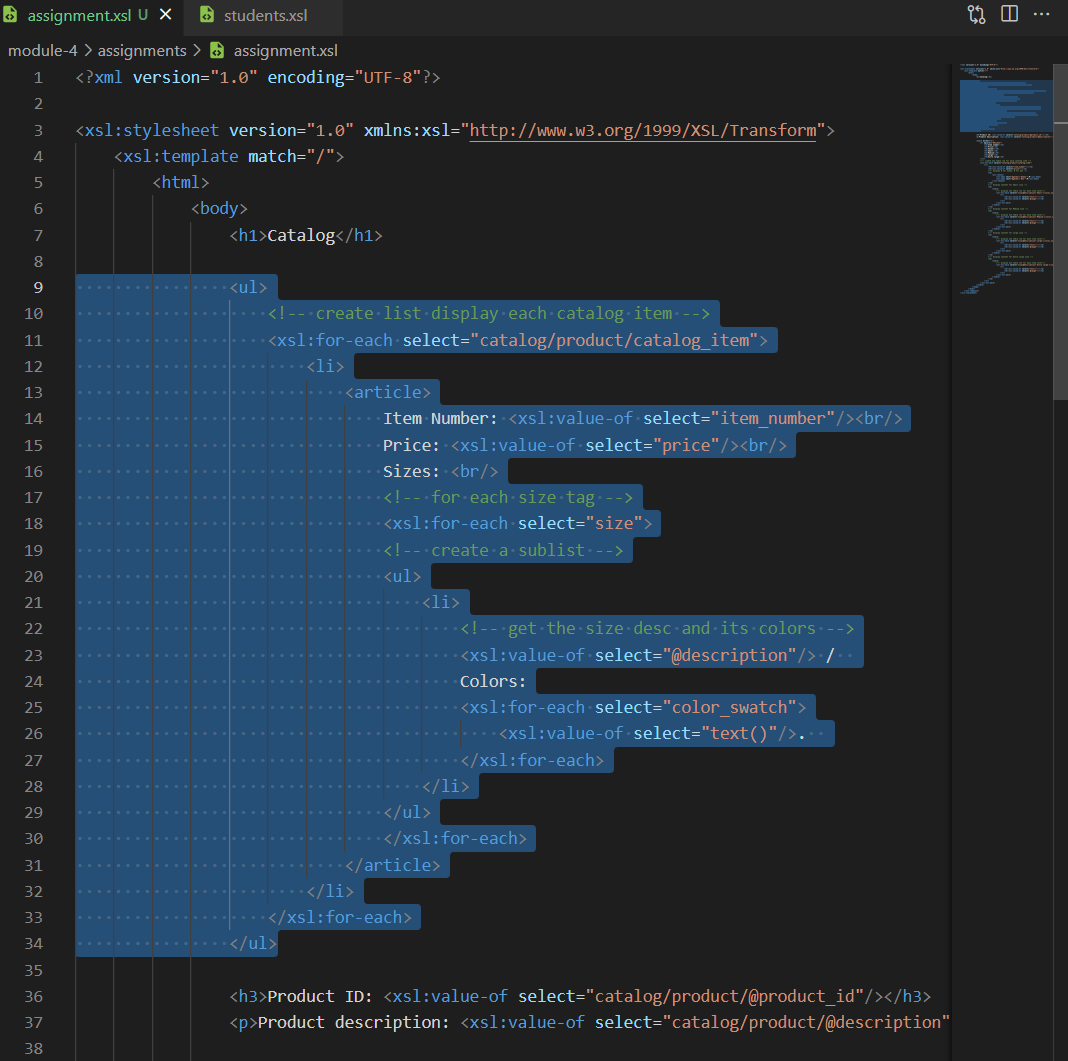 assignment.xsl U × students.xsl ...
module-4 > assignments > assignment.xsl
1 <?xml version="1.0" encoding="UTF-8"?>
2
3 <xsl:stylesheet version="1.0" xmlns:xsl="http://www.w3.org/1999/XSL/Transform">
4 <xsl:template match="/">
5 <html>
6 <body>
7 <h1>Catalog</h1>
8
9 <ul>
10 <!-- create list display each catalog item -->
11 <xsl:for-each select="catalog/product/catalog_item">
12 <li>
13 <article>
14 Item Number: <xsl:value-of select="item_number"/><br/>
15 Price: <xsl:value-of select="price"/><br/>
16 Sizes: <br/>
17 <!-- for each size tag -->
18 <xsl:for-each select="size">
19 <!-- create a sublist -->
20 <ul>
21 <li>
22 <!-- get the size desc and its colors -->
23 <xsl:value-of select="@description"/> /
24 Colors:
25 <xsl:for-each select="color_swatch">
26 <xsl:value-of select="text()"/>.
27 </xsl:for-each>
28 </li>
29 </ul>
30 </xsl:for-each>
31 </article>
32 </li>
33 </xsl:for-each>
34 </ul>
35
36 <h3>Product ID: <xsl:value-of select="catalog/product/@product_id"/></h3>
37 <p>Product description: <xsl:value-of select="catalog/product/@description"
38